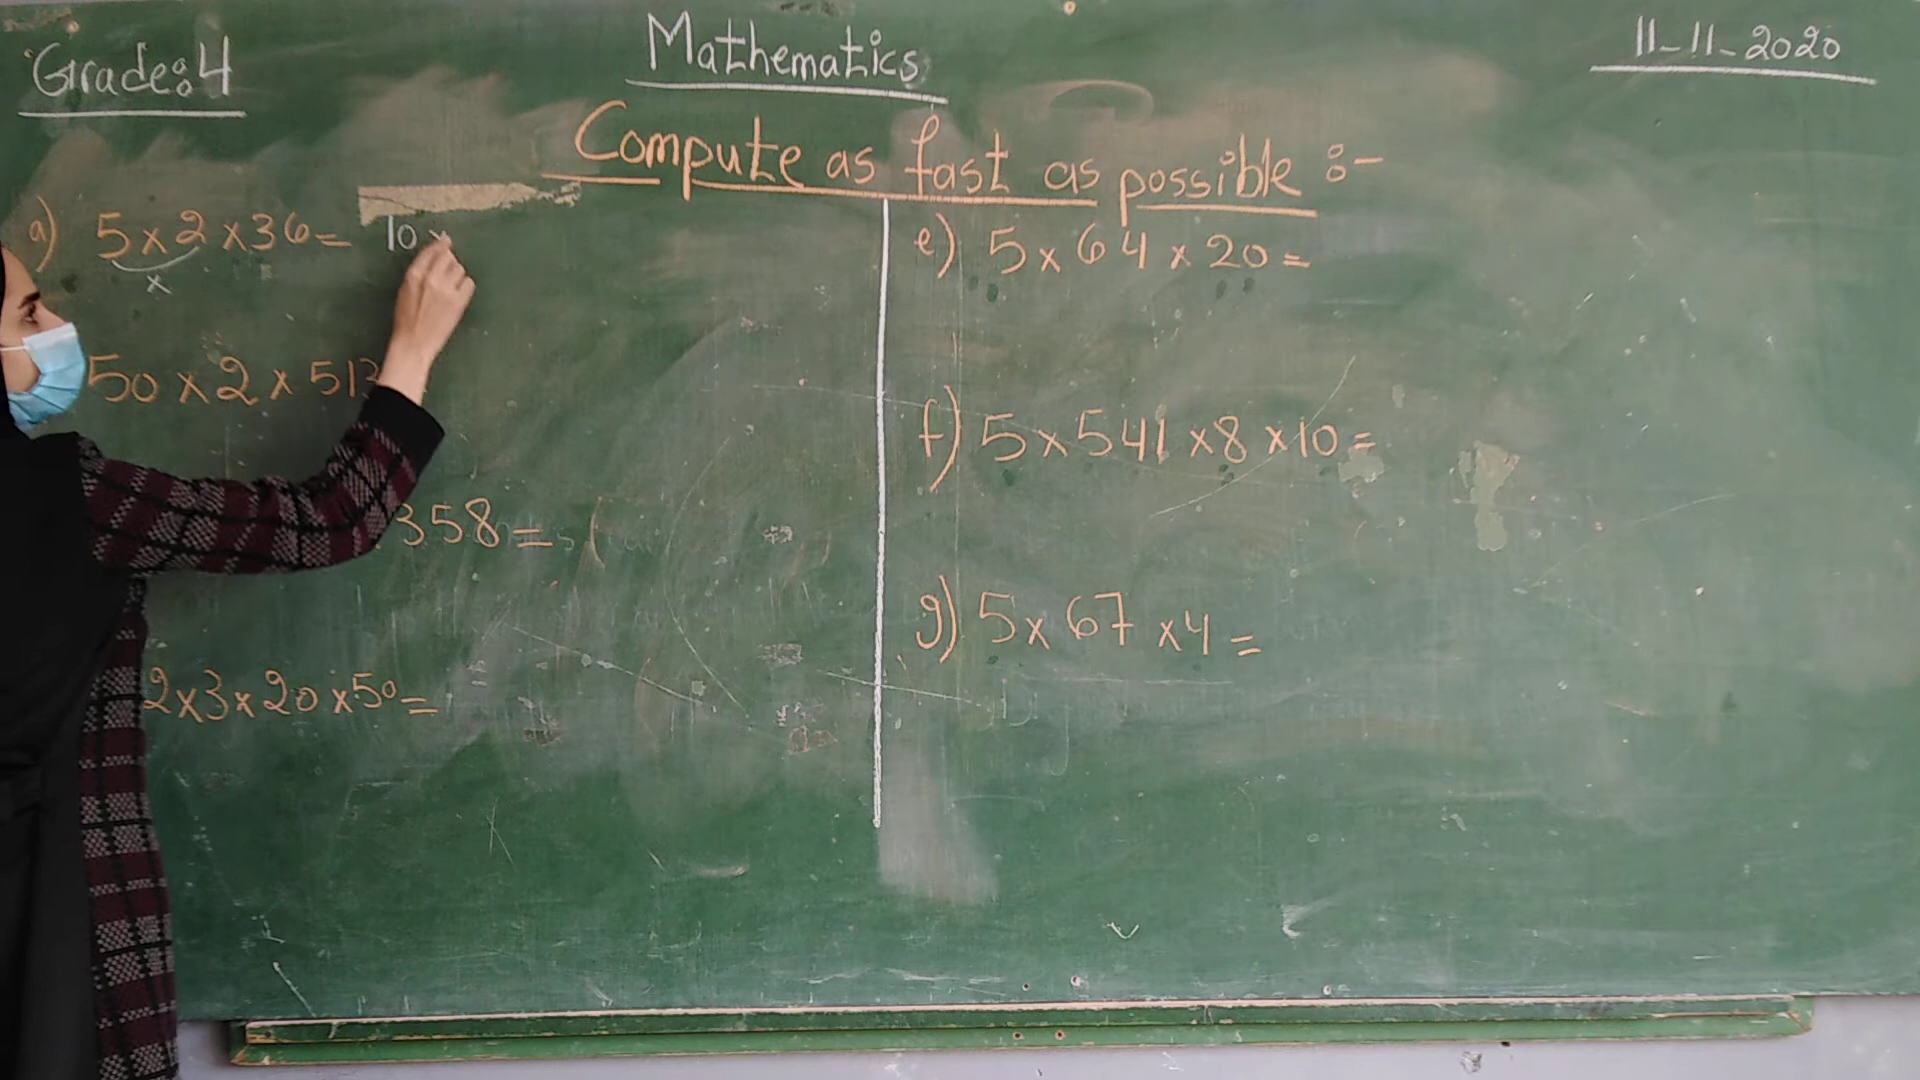 Grade:4
Mathematics
11-11-2020
Compute as fast as possible :-
a) 5 x 2 x 36 = 10 x
50 x 2 x 513
358 =
2 x 3 x 20 x 50 =
e) 5 x 64 x 20 =
f) 5 x 541 x 8 x 10 =
g) 5 x 67 x 4 =